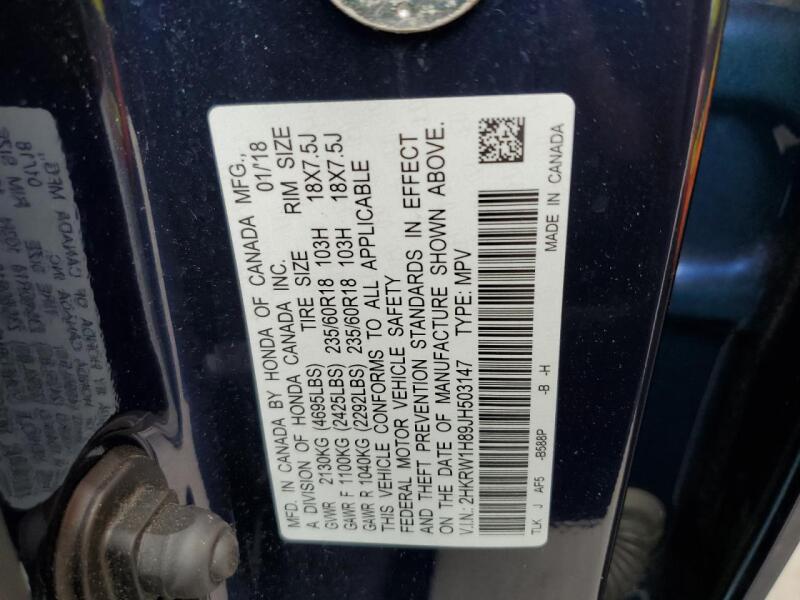 MFD. IN CANADA BY HONDA OF CANADA MFG.,
A DIVISION OF HONDA CANADA INC. 01/18
TIRE SIZE RIM SIZE
GVWR 2130KG (4695LBS)
GAWR F 1100KG (2425LBS) 235/60R18 103H 18X7.5J
GAWR R 1040KG (2292LBS) 235/60R18 103H 18X7.5J
THIS VEHICLE CONFORMS TO ALL APPLICABLE
FEDERAL MOTOR VEHICLE SAFETY
AND THEFT PREVENTION STANDARDS IN EFFECT
ON THE DATE OF MANUFACTURE SHOWN ABOVE.
V.I.N.: 2HKRW1H89JH503147 TYPE: MPV
TLK J AF5 -B588P -B -H
MADE IN CANADA